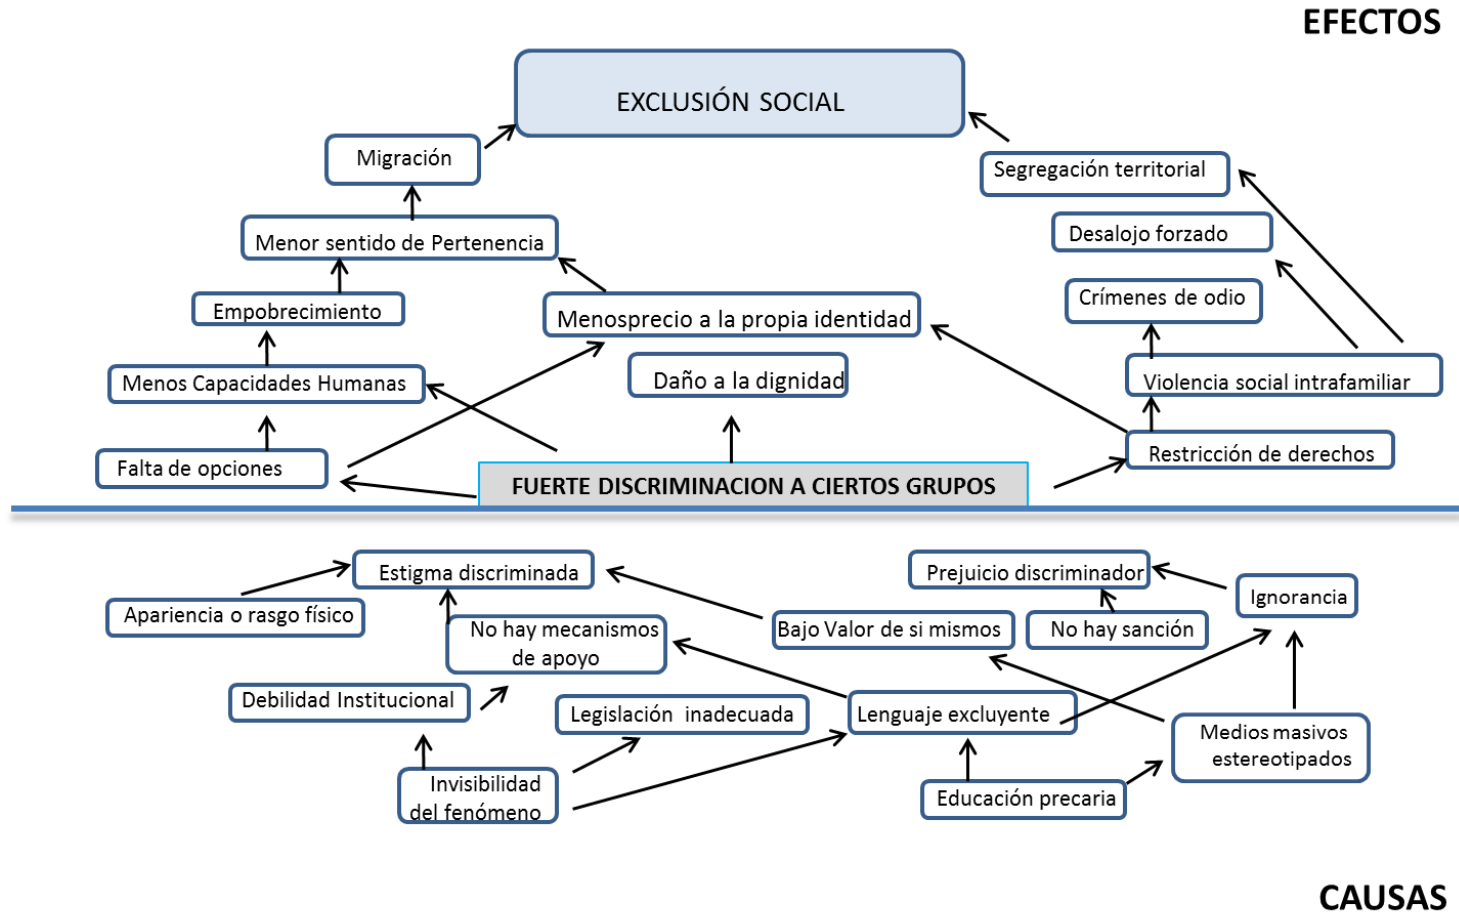 EFECTOS
EXCLUSIÓN SOCIAL
Migración
Segregación territorial
Menor sentido de Pertenencia
Desalojo forzado
Empobrecimiento
Menosprecio a la propia identidad
Crímenes de odio
Menos Capacidades Humanas
Daño a la dignidad
Violencia social intrafamiliar
Falta de opciones
Restricción de derechos
FUERTE DISCRIMINACION A CIERTOS GRUPOS
Estigma discriminada
Prejuicio discriminador
Ignorancia
Apariencia o rasgo físico
No hay mecanismos
de apoyo
Bajo Valor de si mismos
No hay sanción
Debilidad Institucional
Legislación inadecuada
Lenguaje excluyente
Medios masivos
estereotipados
Invisibilidad
del fenómeno
Educación precaria
CAUSAS